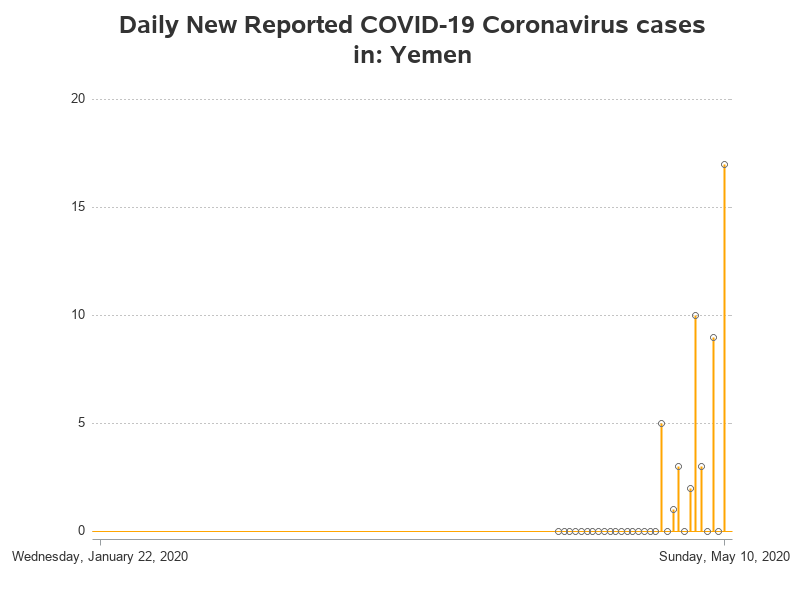 Daily New Reported COVID-19 Coronavirus cases
in: Yemen
20
15
10
5
0
Wednesday, January 22, 2020
Sunday, May 10, 2020